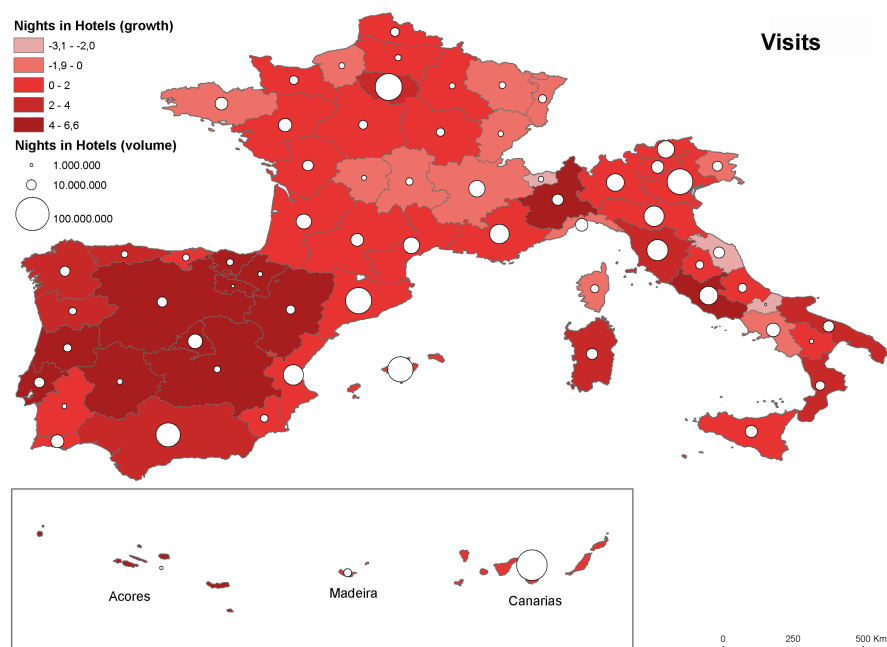 Nights in Hotels (growth)
-3,1 - -2,0
-1,9 - 0
0 - 2
2 - 4
4 - 6,6
Nights in Hotels (volume)
1.000.000
10.000.000
100.000.000
Visits
Acores
Madeira
Canarias
0 250 500 Km